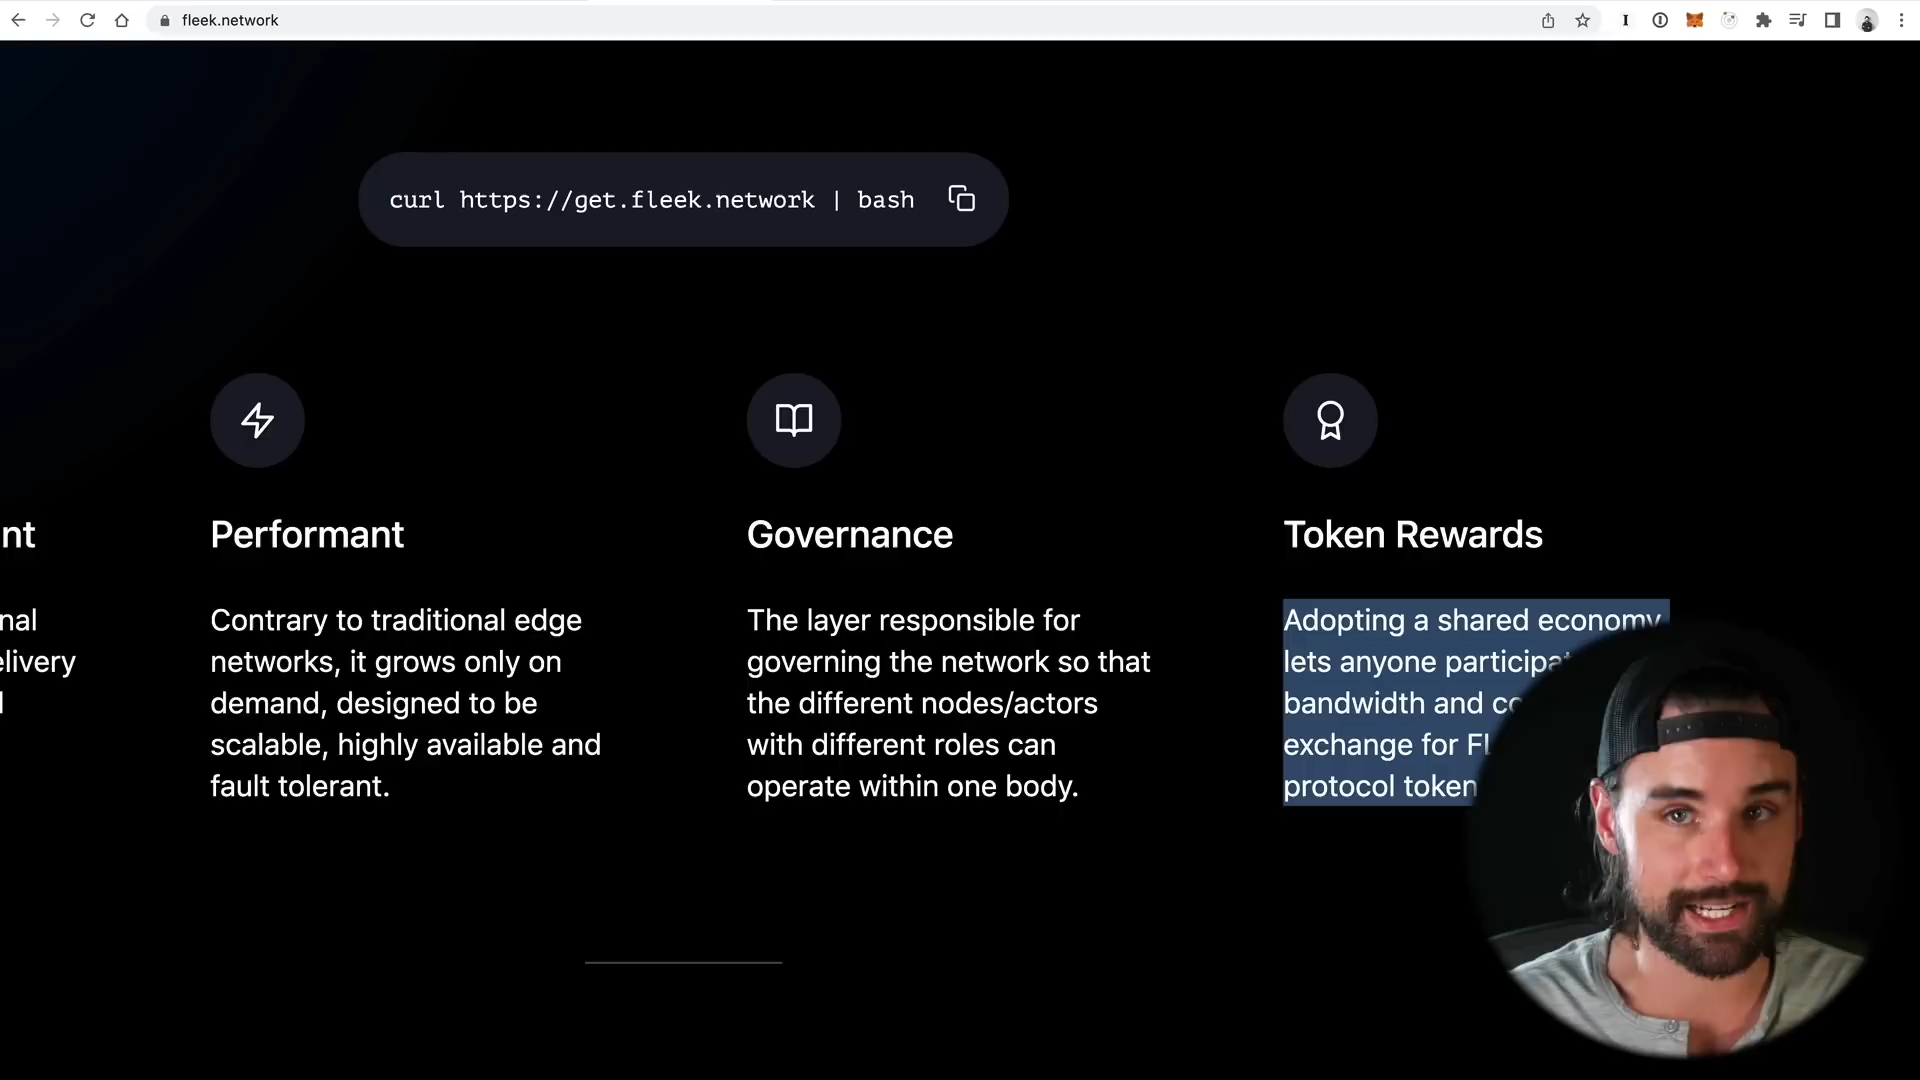 fleek.network
curl https://get.fleek.network | bash
nt
nal
elivery
Performant
Contrary to traditional edge
networks, it grows only on
demand, designed to be
scalable, highly available and
fault tolerant.
Governance
The layer responsible for
governing the network so that
the different nodes/actors
with different roles can
operate within one body.
Token Rewards
Adopting a shared economy
lets anyone
bandwidth and
exchange for
protocol token